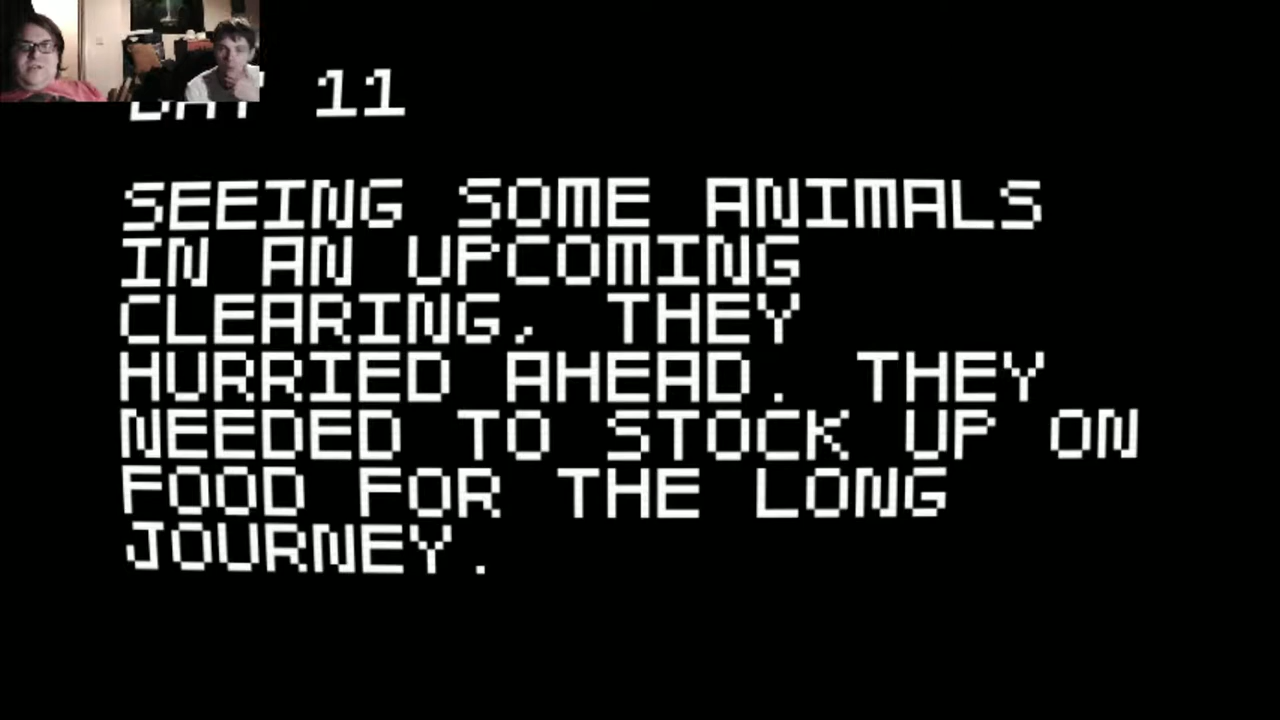 DAY 11
SEEING SOME ANIMALS
IN AN UPCOMING
CLEARING, THEY
HURRIED AHEAD. THEY
NEEDED TO STOCK UP ON
FOOD FOR THE LONG
JOURNEY.